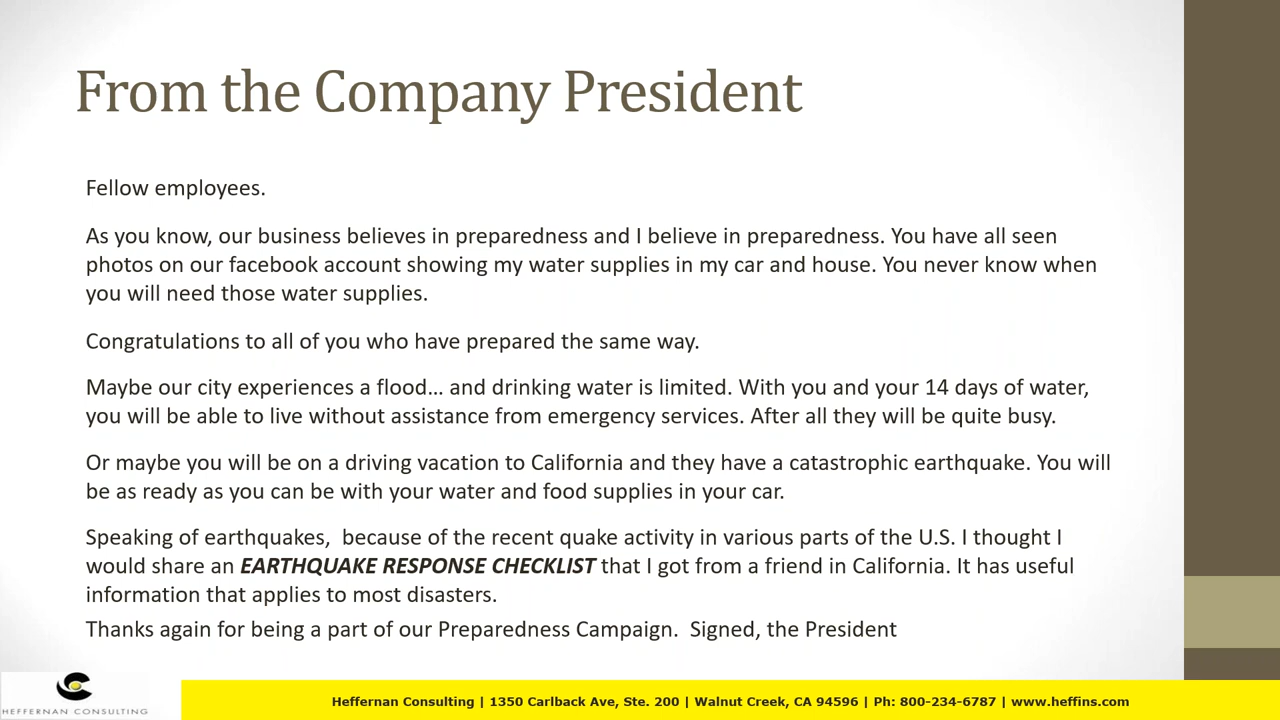 From the Company President
Fellow employees.
As you know, our business believes in preparedness and I believe in preparedness. You have all seen
photos on our facebook account showing my water supplies in my car and house. You never know when
you will need those water supplies.
Congratulations to all of you who have prepared the same way.
Maybe our city experiences a flood… and drinking water is limited. With you and your 14 days of water,
you will be able to live without assistance from emergency services. After all they will be quite busy.
Or maybe you will be on a driving vacation to California and they have a catastrophic earthquake. You will
be as ready as you can be with your water and food supplies in your car.
Speaking of earthquakes,  because of the recent quake activity in various parts of the U.S. I thought I
would share an EARTHQUAKE RESPONSE CHECKLIST that I got from a friend in California. It has useful
information that applies to most disasters.
Thanks again for being a part of our Preparedness Campaign.  Signed, the President
HEFFERNAN CONSULTING
Heffernan Consulting | 1350 Carlback Ave, Ste. 200 | Walnut Creek, CA 94596 | Ph: 800-234-6787 | www.heffins.com